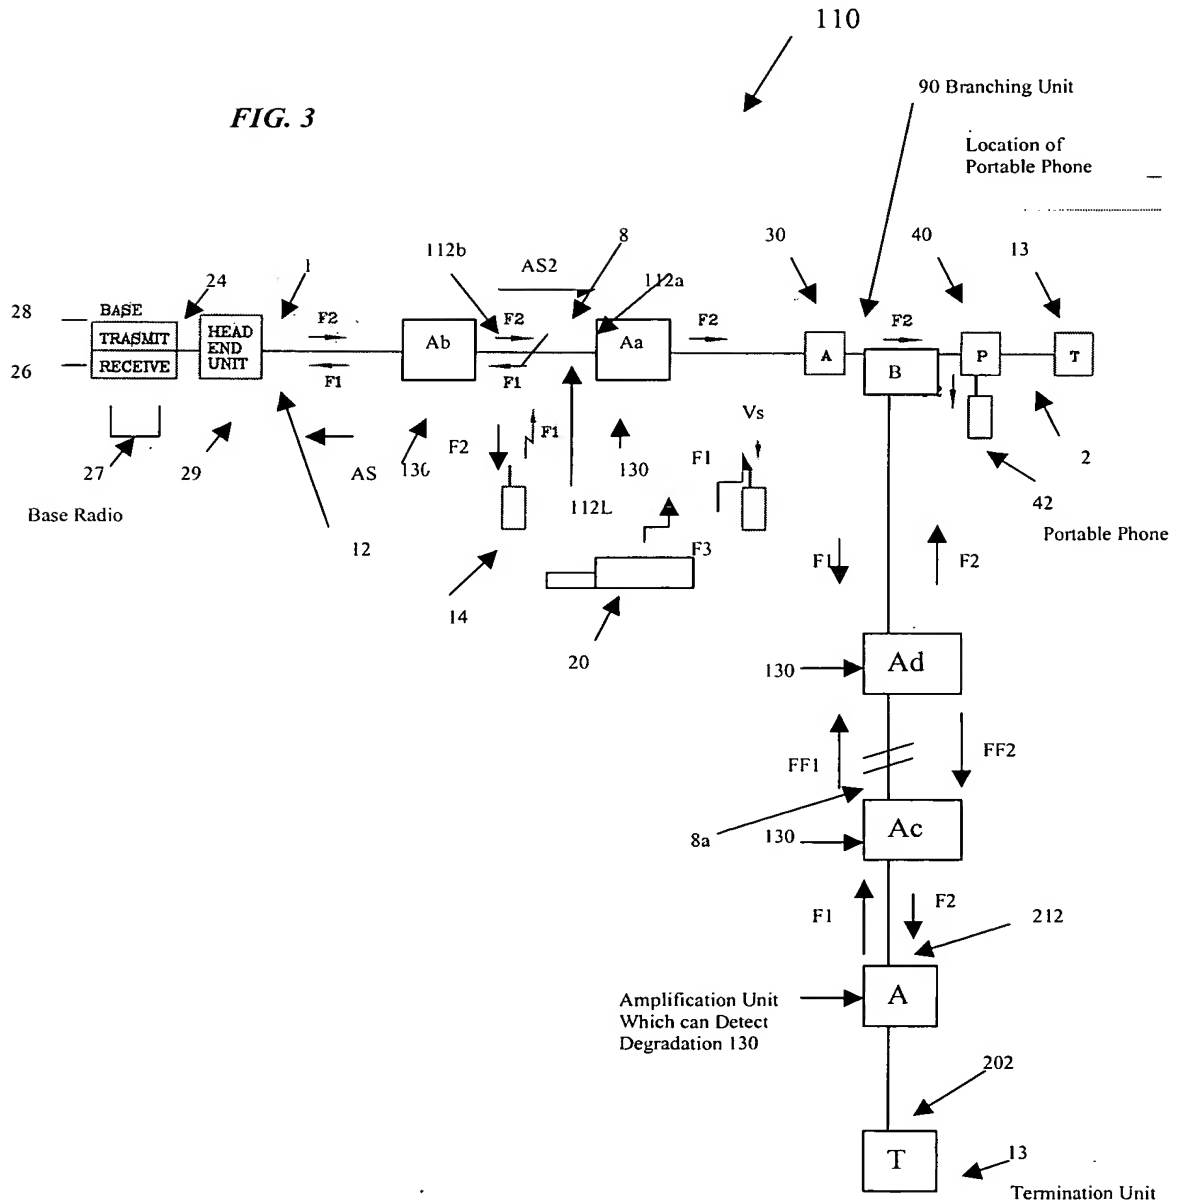 110
FIG. 3
90 Branching Unit
Location of
Portable Phone
30
40
13
112b
AS2
8
112a
1
24
28
BASE
TRASMIT
RECEIVE
26
HEAD
END
UNIT
F2
F1
Ab
F2
F1
Aa
F2
A
F2
B
P
T
27
29
AS
130
F2
F1
130
F1
Vs
2
42
Base Radio
12
112L
Portable Phone
14
F3
20
F1
F2
130
Ad
FF1
FF2
8a
130
Ac
F1
F2
212
Amplification Unit
Which can Detect
Degradation 130
A
202
T
13
Termination Unit